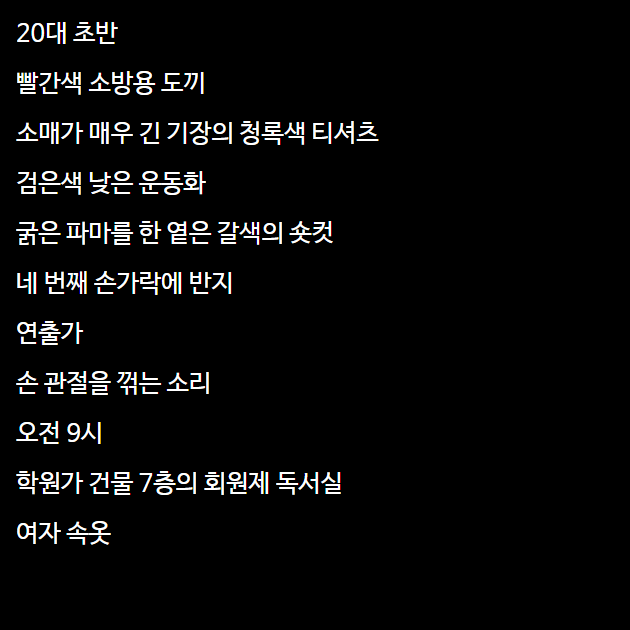 20대 초반
빨간색 소방용 도끼
소매가 매우 긴 기장의 청록색 티셔츠
검은색 낮은 운동화
굵은 파마를 한 옅은 갈색의 숏컷
네 번째 손가락에 반지
연출가
손 관절을 꺾는 소리
오전 9시
학원가 건물 7층의 회원제 독서실
여자 속옷